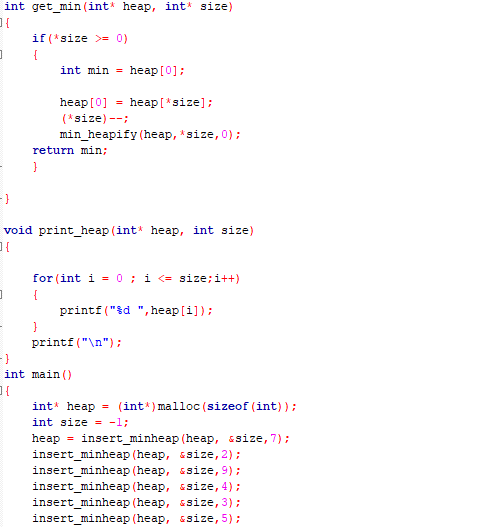 int get_min(int* heap, int* size)
{
if(*size >= 0)
{
int min = heap[0];
heap[0] = heap[*size];
(*size)--;
min_heapify(heap,*size,0);
return min;
}
}
void print_heap(int* heap, int size)
{
for(int i = 0 ; i <= size;i++)
{
printf("%d ",heap[i]);
}
printf("\n");
}
int main()
{
int* heap = (int*)malloc(sizeof(int));
int size = -1;
heap = insert_minheap(heap, &size,7);
insert_minheap(heap, &size,2);
insert_minheap(heap, &size,9);
insert_minheap(heap, &size,4);
insert_minheap(heap, &size,3);
insert_minheap(heap, &size,5);